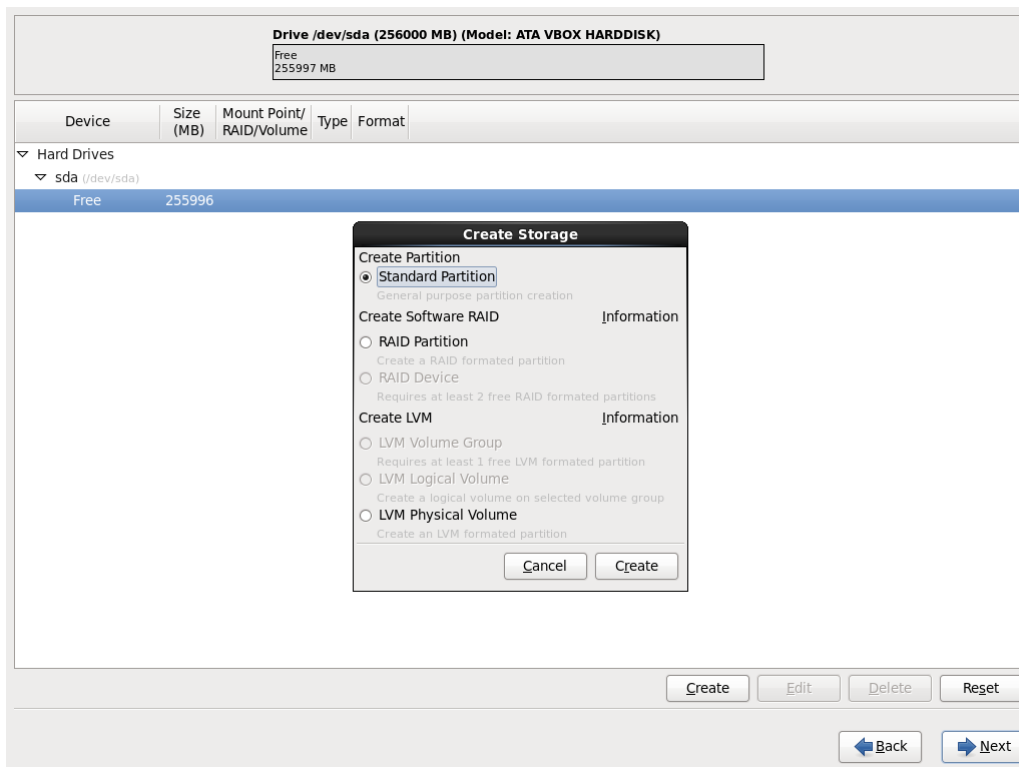 Drive /dev/sda (256000 MB) (Model: ATA VBOX HARDDISK)
Free
255997 MB
Device Size (MB) Mount Point/ RAID/Volume Type Format
Hard Drives
sda (/dev/sda)
Free 255996
Create Storage
Create Partition
Standard Partition
General purpose partition creation
Create Software RAID Information
RAID Partition
Create a RAID formated partition
RAID Device
Requires at least 2 free RAID formated partitions
Create LVM Information
LVM Volume Group
Requires at least 1 free LVM formated partition
LVM Logical Volume
Create a logical volume on selected volume group
LVM Physical Volume
Create an LVM formated partition
Cancel Create
Create Edit Delete Reset
Back Next